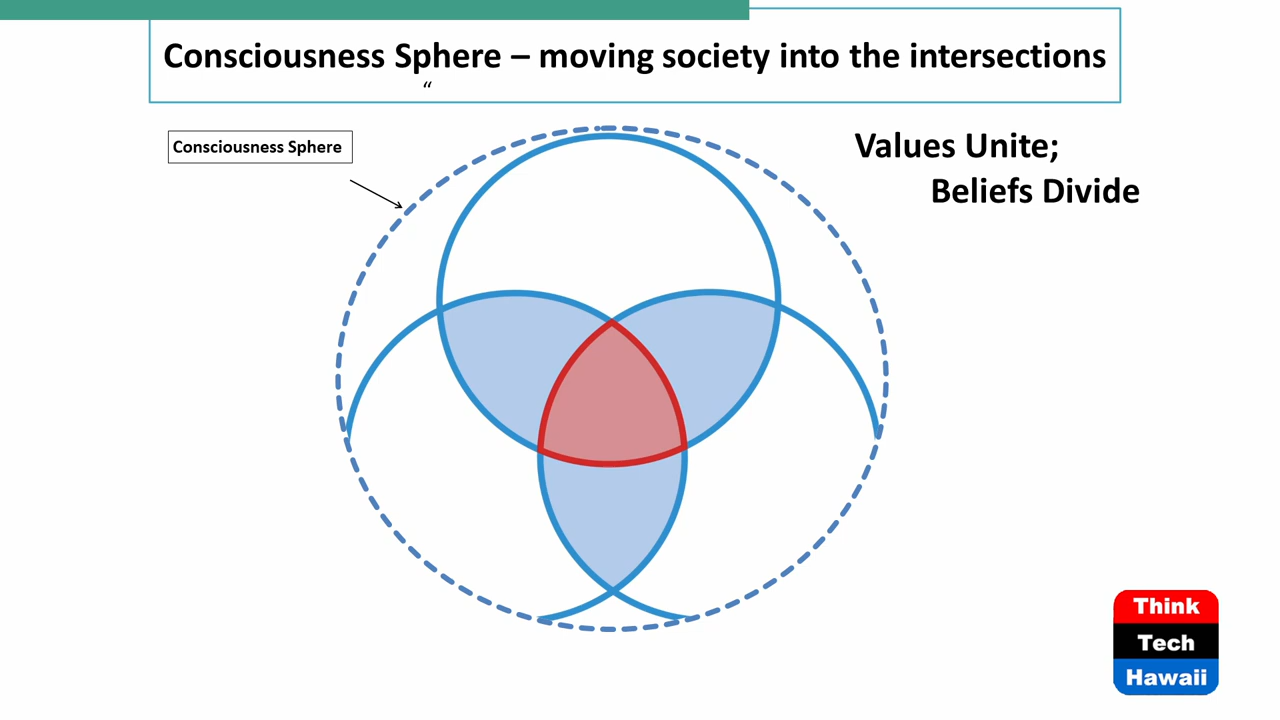 Consciousness Sphere – moving society into the intersections
“
Consciousness Sphere
Values Unite;
Beliefs Divide
Think
Tech
Hawaii